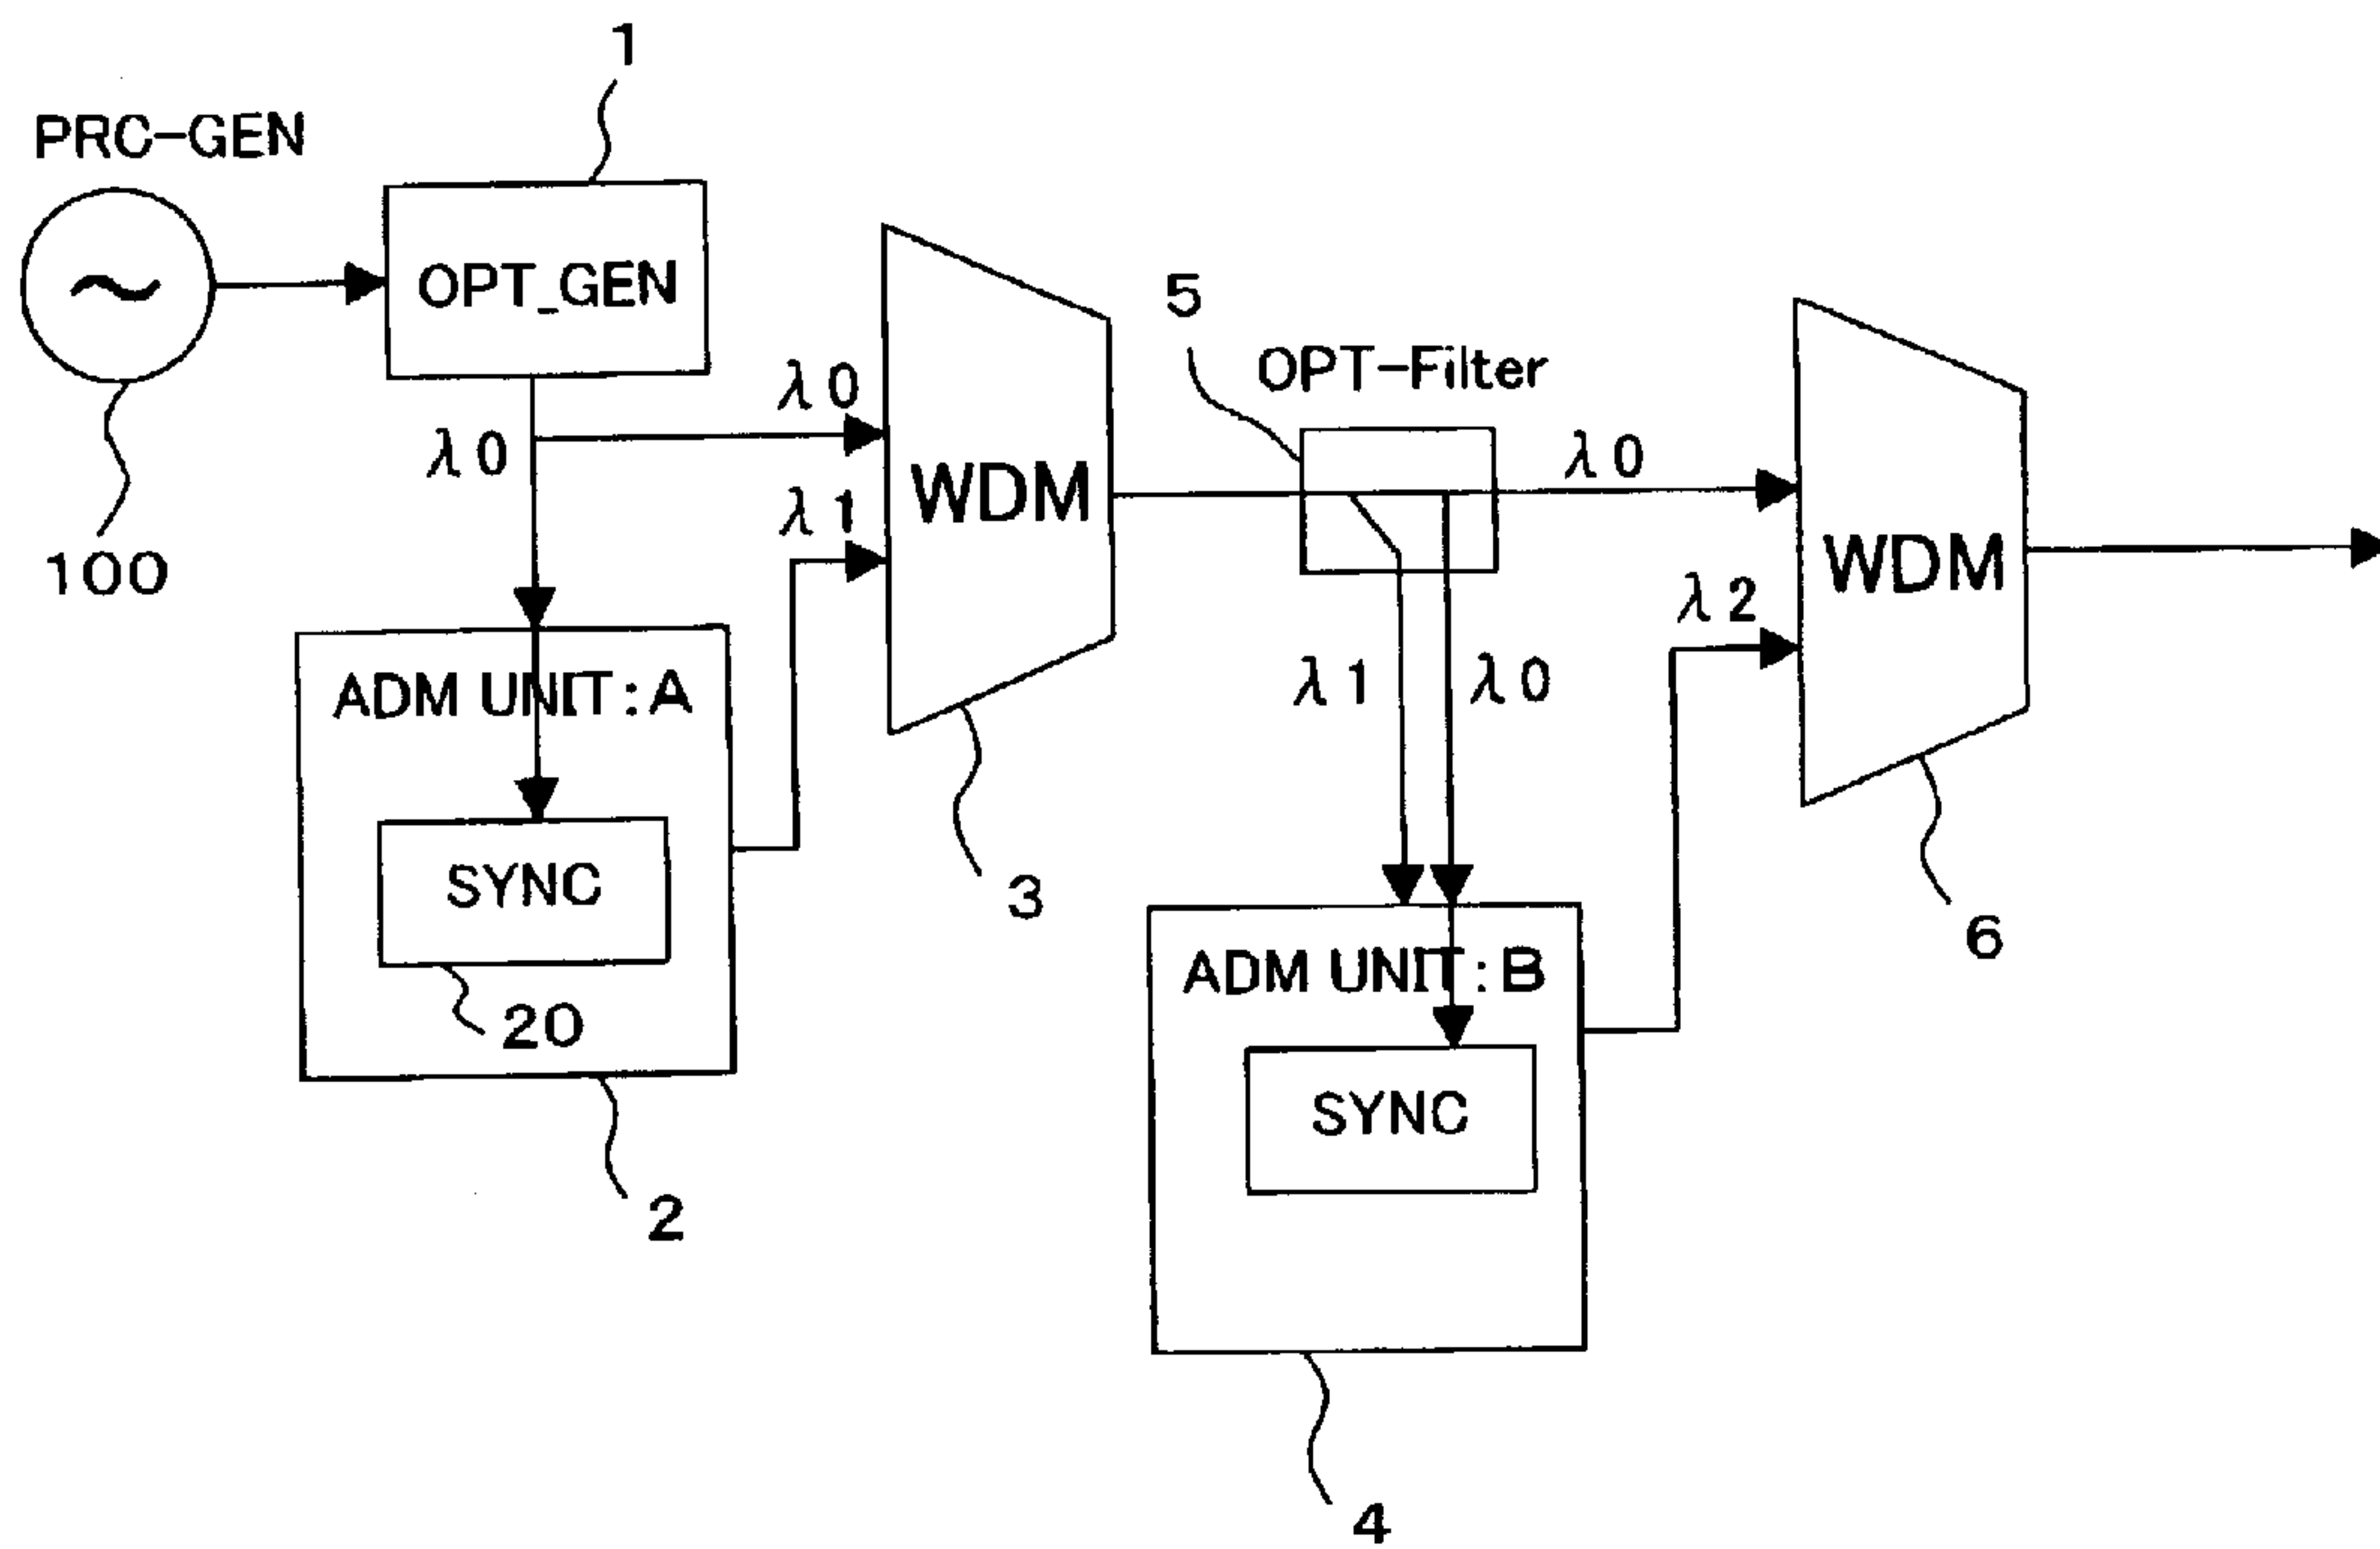 1
PRC-GEN
OPT_GEN
100
λ0
λ0
λ1
WDM
3
ADM UNIT:A
SYNC
20
2
5
OPT-Filter
λ0
λ1
λ0
λ2
WDM
6
ADM UNIT:B
SYNC
4